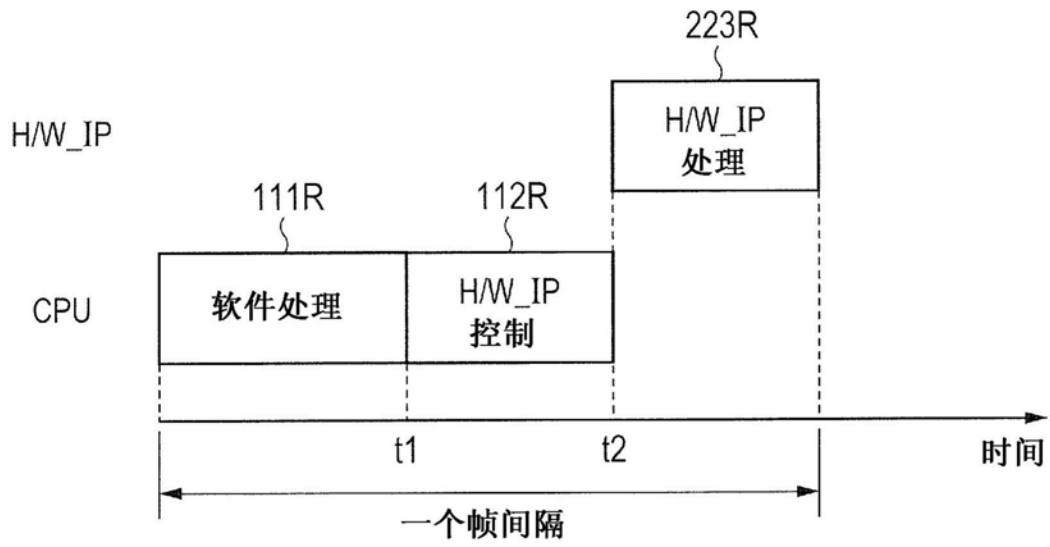 223R
H/W_IP
H/W_IP
处理
111R
112R
CPU
软件处理
H/W_IP
控制
t1
t2
时间
一个帧间隔